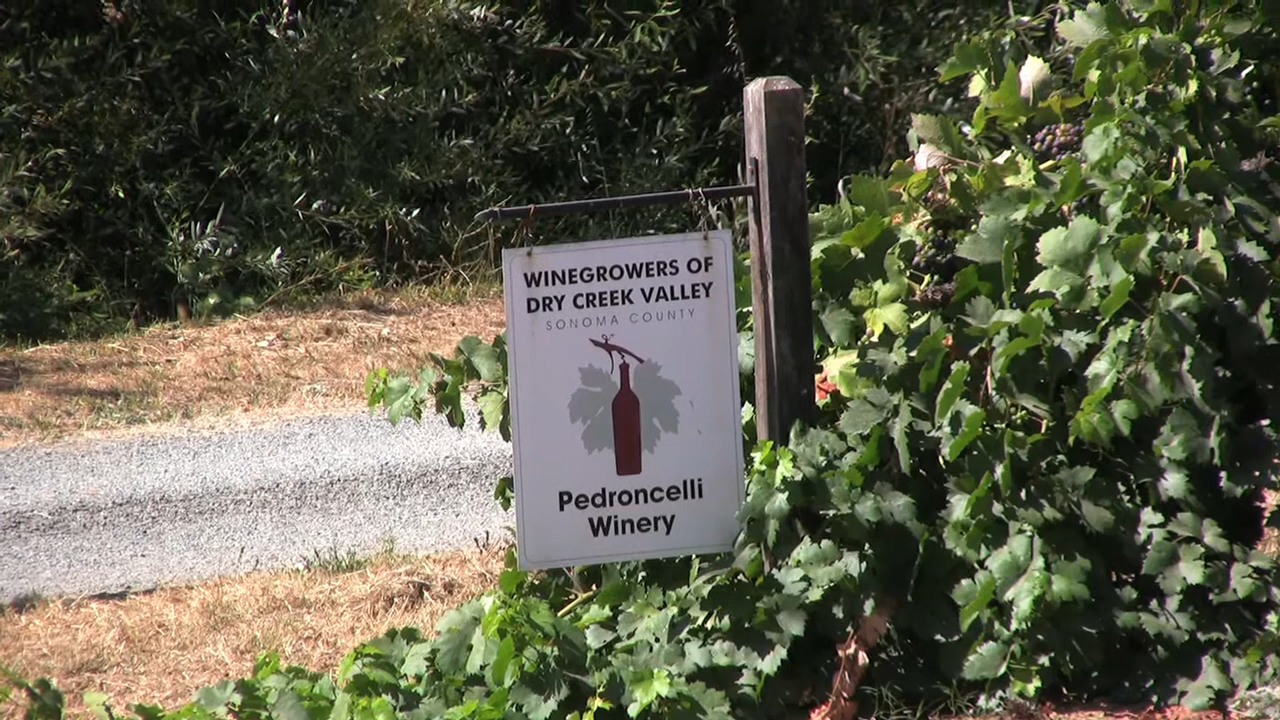 WINEGROWERS OF
DRY CREEK VALLEY
SONOMA COUNTY
Pedroncelli
Winery